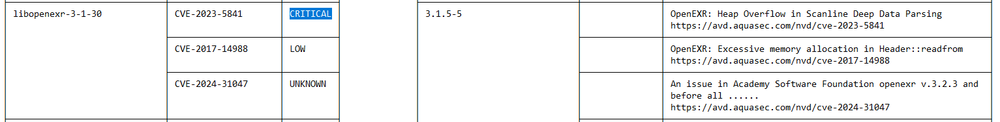 libopenexr-3-1-30 CVE-2023-5841 CRITICAL 3.1.5-5 OpenEXR: Heap Overflow in Scanline Deep Data Parsing
https://avd.aquasec.com/nvd/cve-2023-5841
CVE-2017-14988 LOW OpenEXR: Excessive memory allocation in Header::readfrom
https://avd.aquasec.com/nvd/cve-2017-14988
CVE-2024-31047 UNKNOWN An issue in Academy Software Foundation openexr v.3.2.3 and
before all ......
https://avd.aquasec.com/nvd/cve-2024-31047